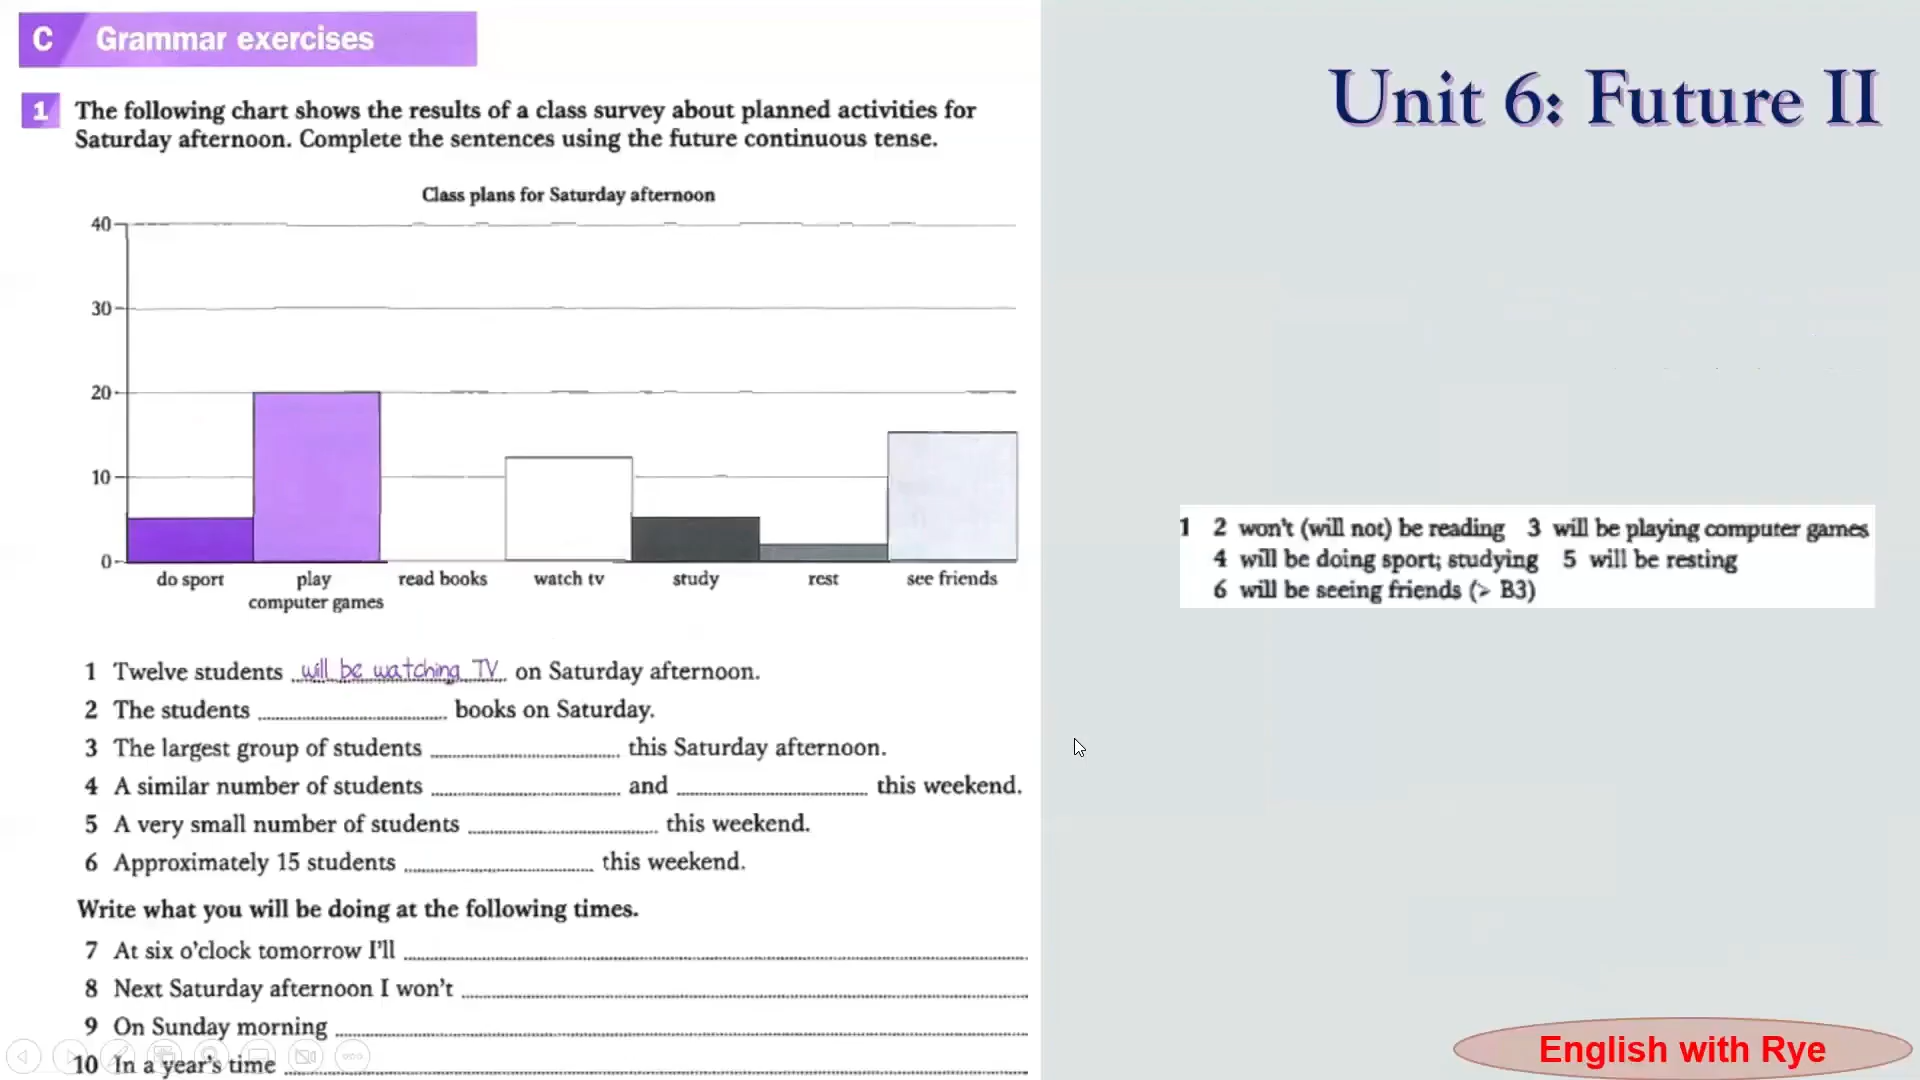 C Grammar exercises
Unit 6: Future II
1 The following chart shows the results of a class survey about planned activities for
Saturday afternoon. Complete the sentences using the future continuous tense.
Class plans for Saturday afternoon
40
30
20
10
0
do sport play computer games read books watch tv study rest see friends
1 2 won't (will not) be reading 3 will be playing computer games
4 will be doing sport; studying 5 will be resting
6 will be seeing friends (> B3)
1 Twelve students will be watching TV on Saturday afternoon.
2 The students books on Saturday.
3 The largest group of students this Saturday afternoon.
4 A similar number of students and this weekend.
5 A very small number of students this weekend.
6 Approximately 15 students this weekend.
Write what you will be doing at the following times.
7 At six o'clock tomorrow I'll
8 Next Saturday afternoon I won't
9 On Sunday morning
10 In a year's time
English with Rye